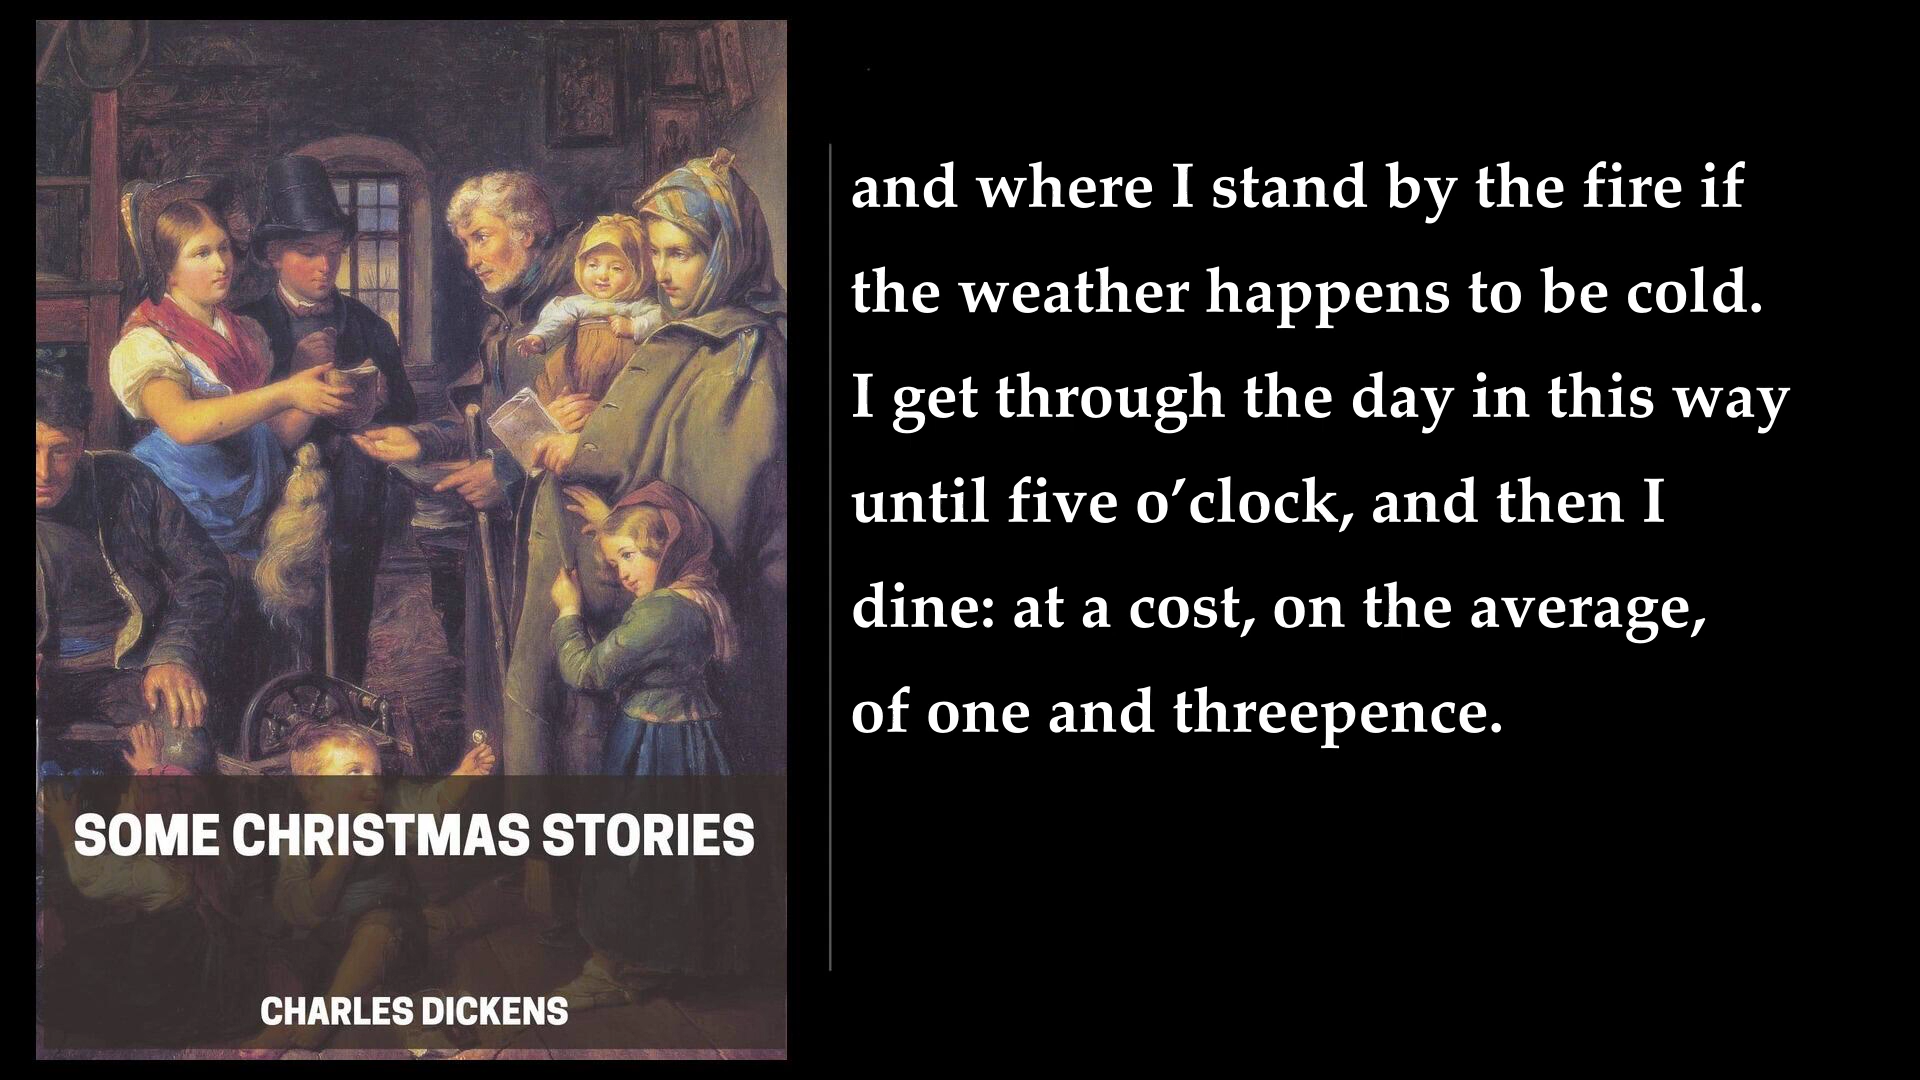 SOME CHRISTMAS STORIES
CHARLES DICKENS
and where I stand by the fire if
the weather happens to be cold.
I get through the day in this way
until five o’clock, and then I
dine: at a cost, on the average,
of one and threepence.